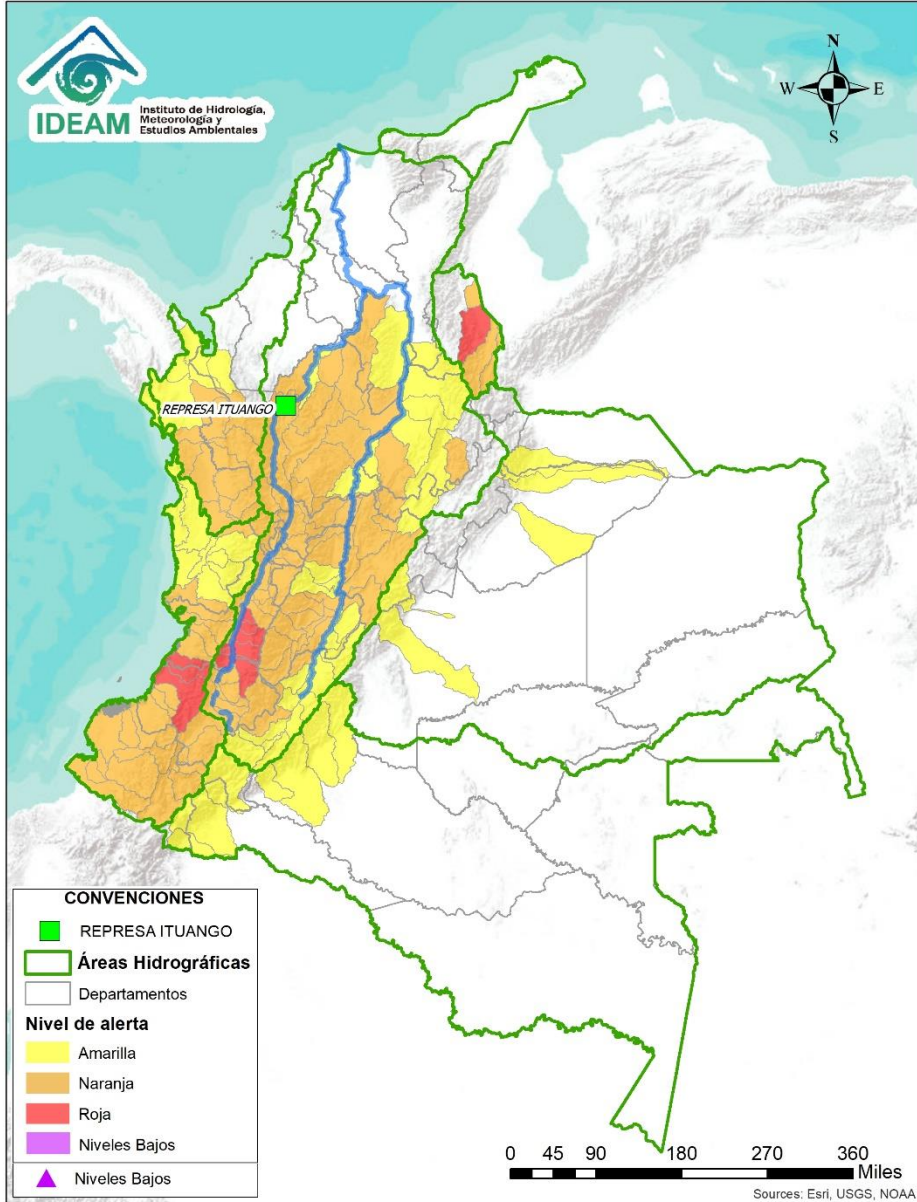 IDEAM
Instituto de Hidrología,
Meteorología y
Estudios Ambientales
N
W E
S
REPRESA ITUANGO
CONVENCIONES
REPRESA ITUANGO
Áreas Hidrográficas
Departamentos
Nivel de alerta
Amarilla
Naranja
Roja
Niveles Bajos
Niveles Bajos
0 45 90 180 270 360
Miles
Sources: Esri, USGS, NOAA